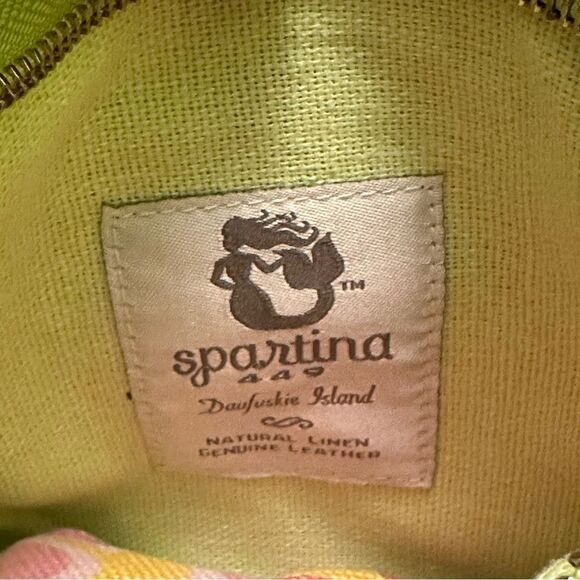 TM
spartina
449
Daufuskie Island
NATURAL LINEN
GENUINE LEATHER